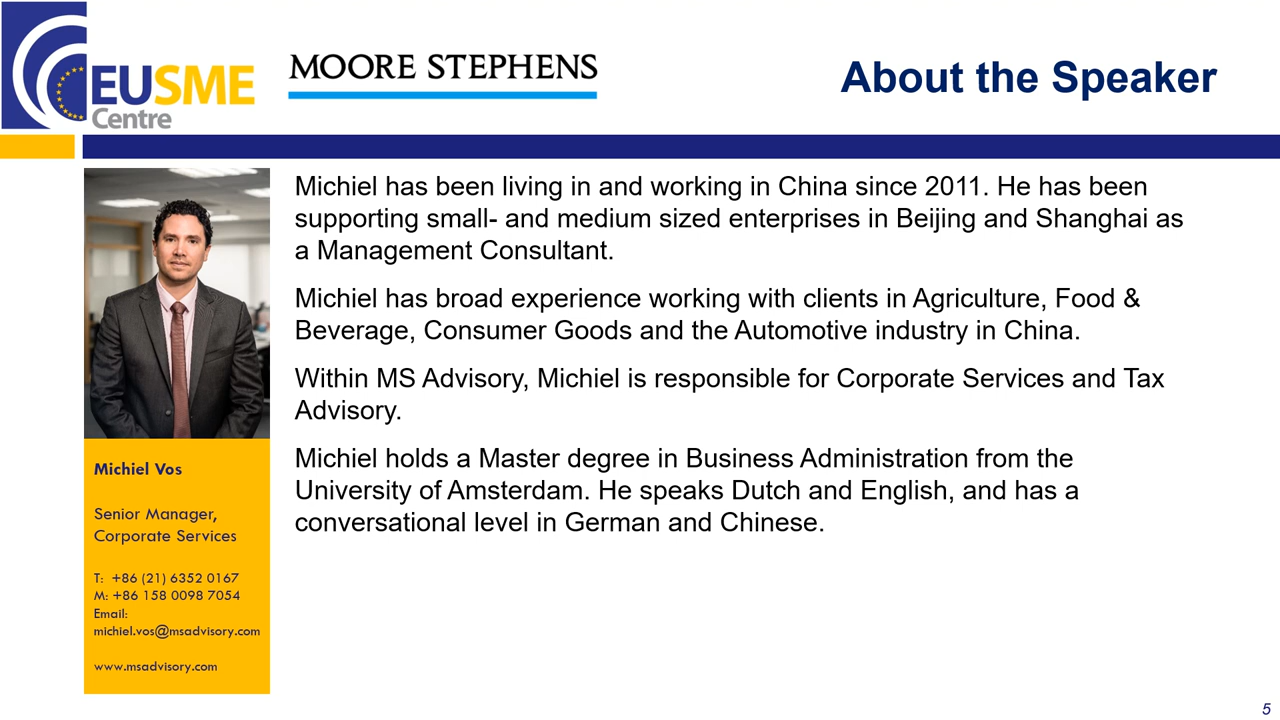 EUSME
Centre
MOORE STEPHENS
About the Speaker
Michiel has been living in and working in China since 2011. He has been
supporting small- and medium sized enterprises in Beijing and Shanghai as
a Management Consultant.
Michiel has broad experience working with clients in Agriculture, Food &
Beverage, Consumer Goods and the Automotive industry in China.
Within MS Advisory, Michiel is responsible for Corporate Services and Tax
Advisory.
Michiel holds a Master degree in Business Administration from the
University of Amsterdam. He speaks Dutch and English, and has a
conversational level in German and Chinese.
Michiel Vos
Senior Manager,
Corporate Services
T: +86 (21) 6352 0167
M: +86 158 0098 7054
Email:
michiel.vos@msadvisory.com
www.msadvisory.com
5